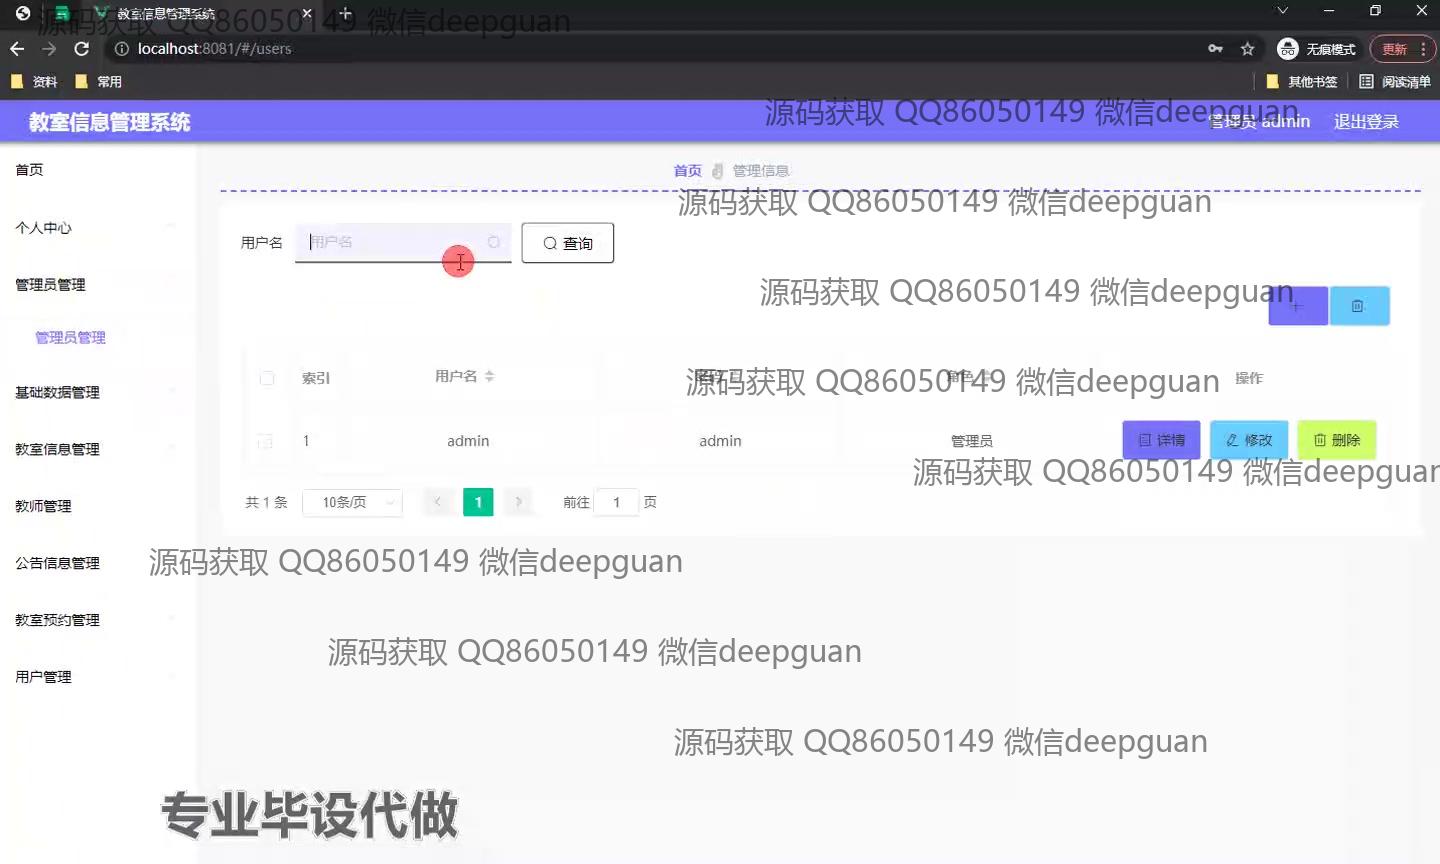 教室信息管理系统
源码获取 QQ86050149 微信deepguan
localhost:8081/#/users
无痕模式
更新
资料
常用
其他书签
阅读清单
教室信息管理系统
源码获取 QQ86050149 微信deepguan
管理员 admin
退出登录
首页
首页
管理信息
源码获取 QQ86050149 微信deepguan
个人中心
用户名
用户名
查询
管理员管理
源码获取 QQ86050149 微信deepguan
管理员管理
索引
用户名
源码获取 QQ86050149 微信deepguan
角色
操作
基础数据管理
1
admin
admin
管理员
详情
修改
删除
教室信息管理
源码获取 QQ86050149 微信deepguan
共 1 条
10条/页
1
前往
1
页
教师管理
公告信息管理
源码获取 QQ86050149 微信deepguan
教室预约管理
源码获取 QQ86050149 微信deepguan
用户管理
源码获取 QQ86050149 微信deepguan
专业毕设代做